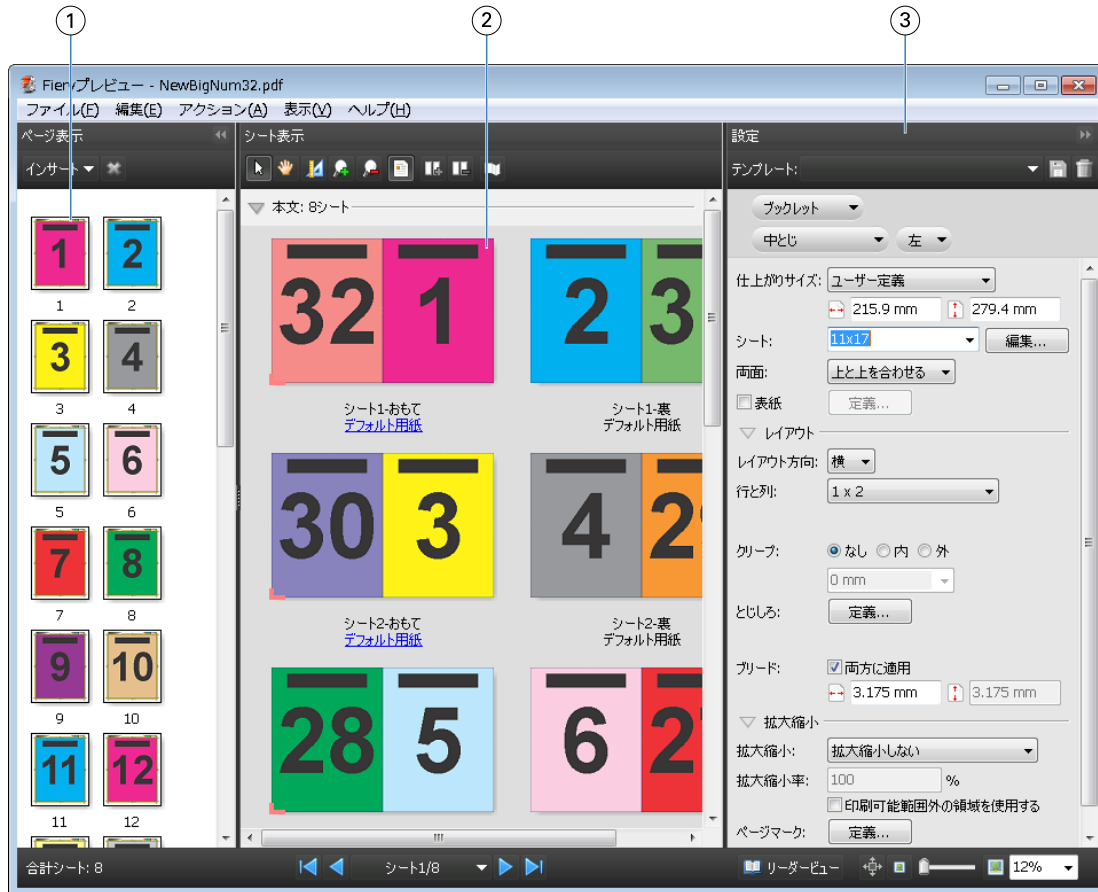 1
2
3
Fieryプレビュー - NewBigNum32.pdf
ファイル(F) 編集(E) アクション(A) 表示(V) ヘルプ(H)
ページ表示
インサート
1
2
1
2
3
4
3
4
5
6
5
6
7
8
7
8
9
10
9
10
11
12
11
12
合計シート: 8
シート表示
本文: 8シート
32 1
2 3
シート1-おもて
デフォルト用紙
シート1-裏
デフォルト用紙
30 3
4 29
シート2-おもて
デフォルト用紙
シート2-裏
デフォルト用紙
28 5
6 27
シート1/8
設定
テンプレート:
ブックレット
中とじ
左
仕上がりサイズ: ユーザー定義
215.9 mm 279.4 mm
シート: 11x17 編集...
両面: 上と上を合わせる
表紙 定義...
レイアウト
レイアウト方向: 横
行と列: 1 x 2
クリープ: なし 内 外
0 mm
とじしろ: 定義...
ブリード: 両方に適用
3.175 mm 3.175 mm
拡大縮小
拡大縮小: 拡大縮小しない
拡大縮小率: 100 %
印刷可能範囲外の領域を使用する
ページマーク: 定義...
リーダービュー
12%